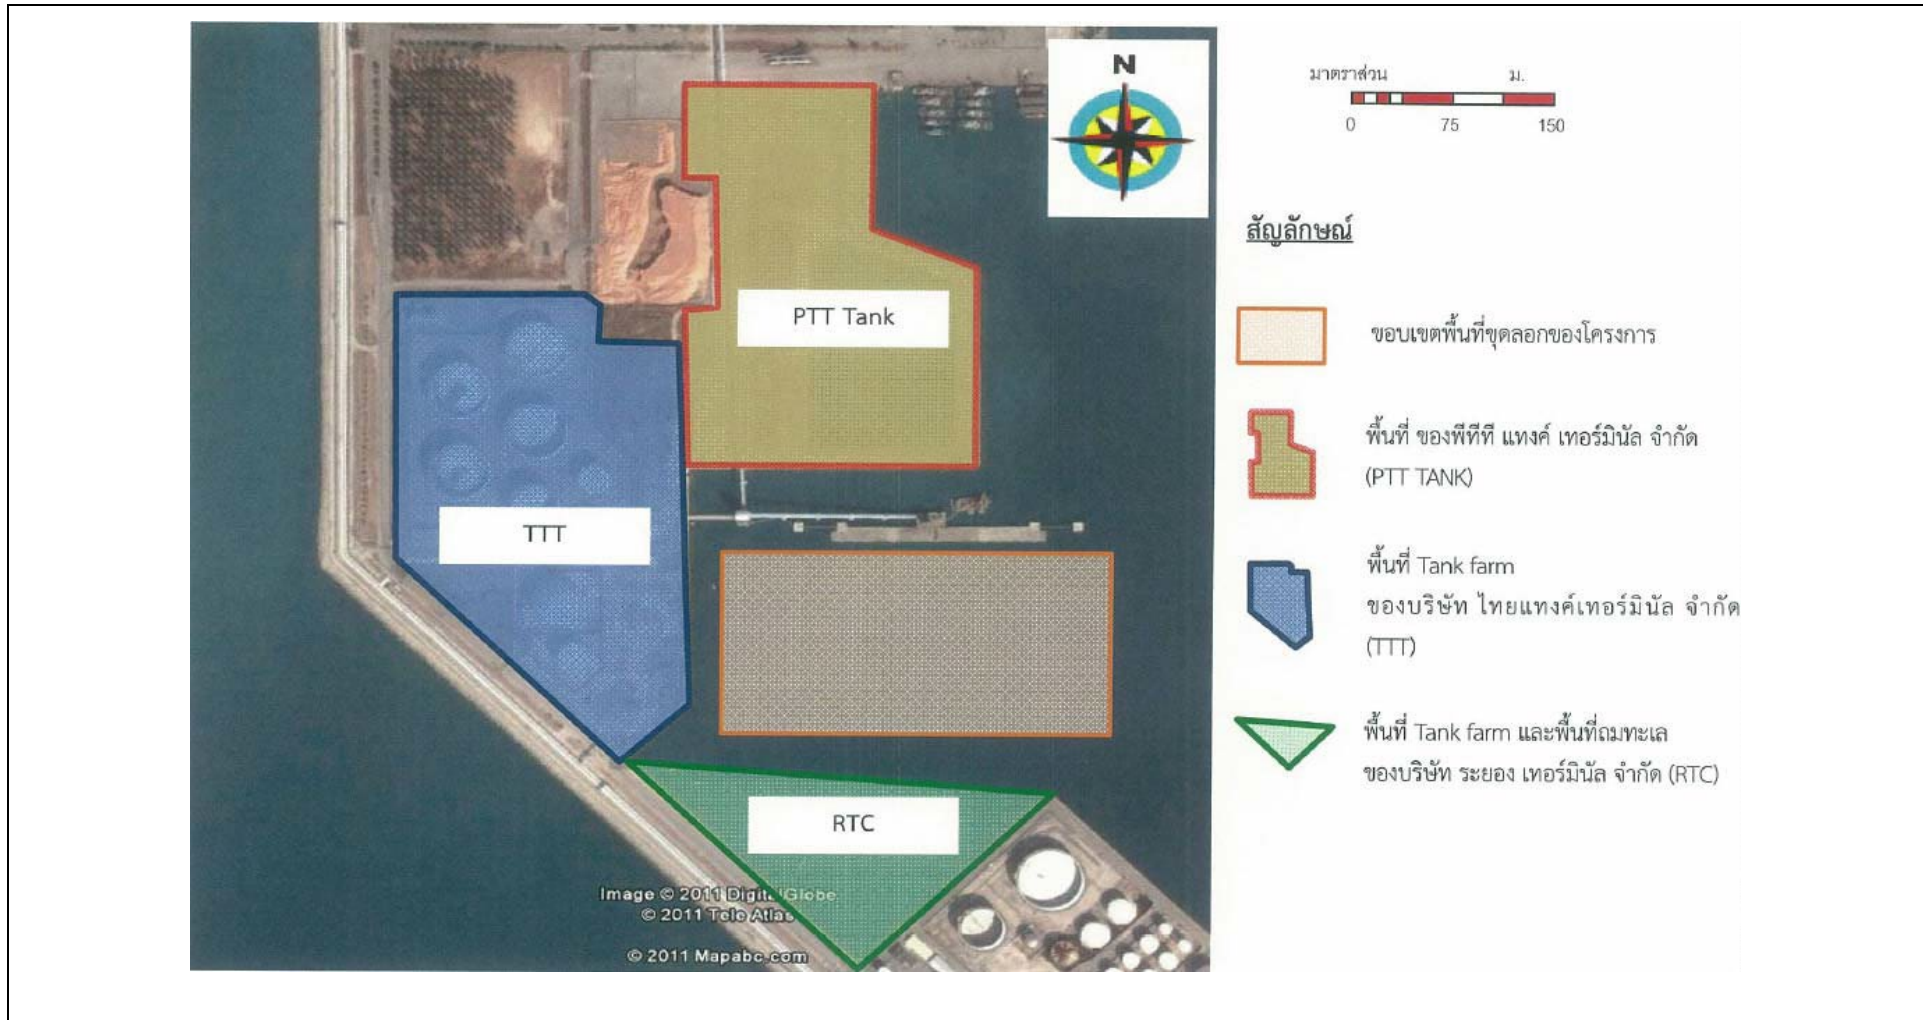 N
มาตราส่วน ม.
0 75 150
สัญลักษณ์
ขอบเขตพื้นที่ขุดลอกของโครงการ
พื้นที่ ของพีทีที แทงค์ เทอร์มินัล จำกัด
(PTT TANK)
พื้นที่ Tank farm
ของบริษัท ไทยแทงค์เทอร์มินัล จำกัด
(TTT)
พื้นที่ Tank farm และพื้นที่ถมทะเล
ของบริษัท ระยอง เทอร์มินัล จำกัด (RTC)
PTT Tank
TTT
RTC
Image © 2011 DigitalGlobe
© 2011 Tele Atlas
© 2011 Mapabc.com